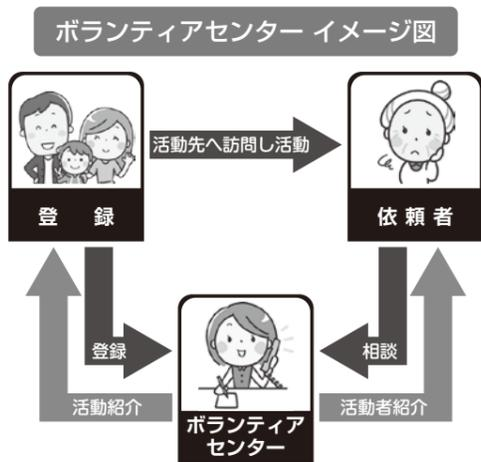 ボランティアセンター イメージ図
活動先へ訪問し活動
登 録
依頼者
登録
相談
活動紹介
活動者紹介
ボランティア
センター